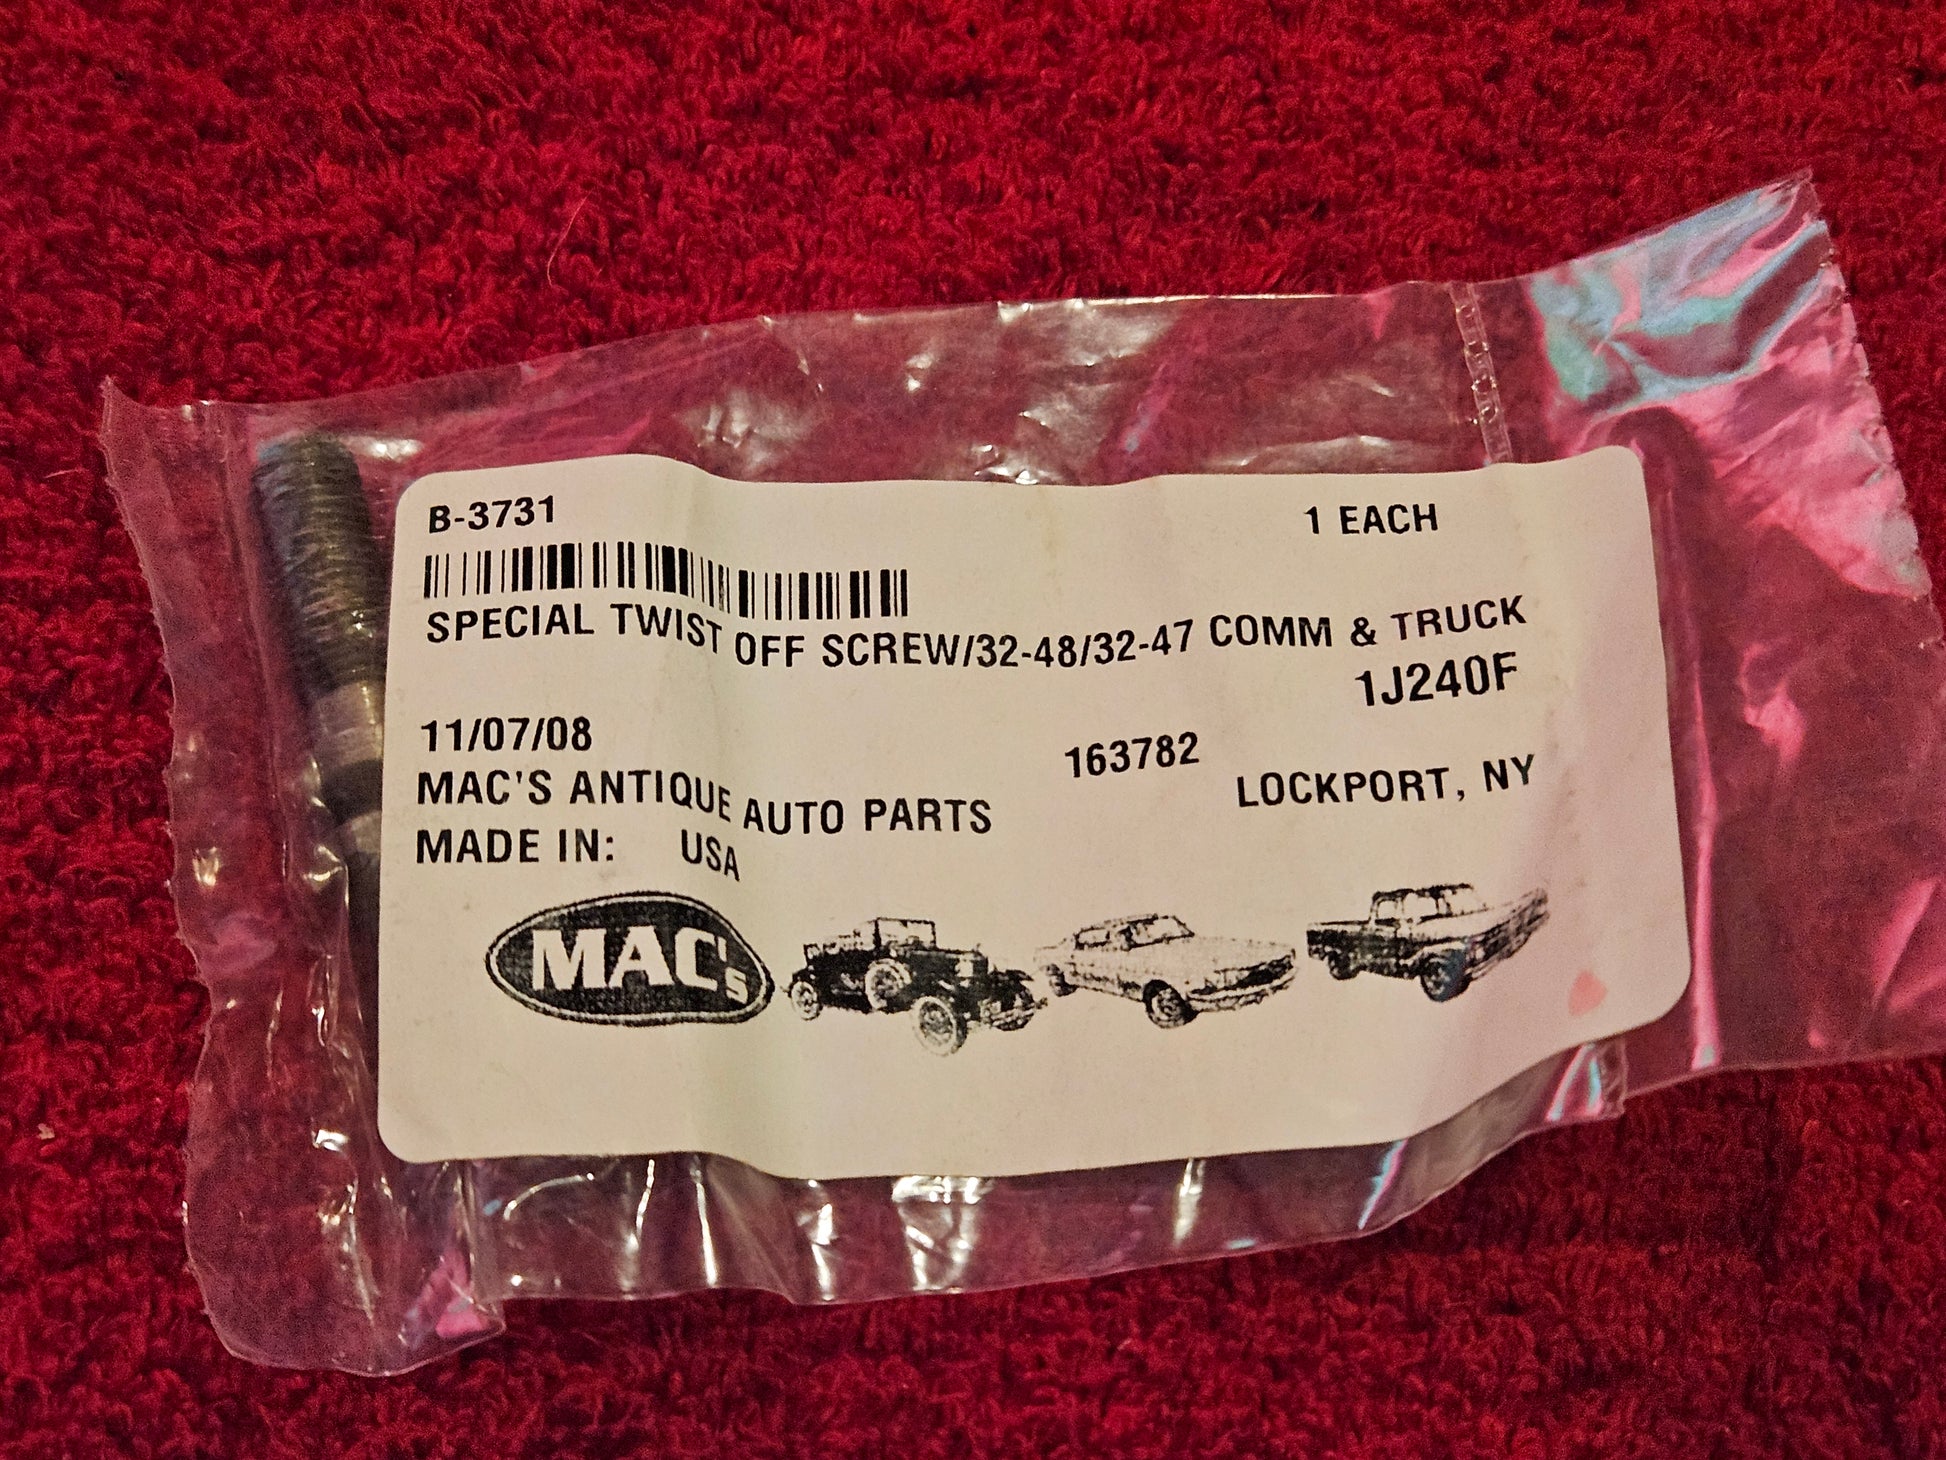 B-3731 1 EACH
SPECIAL TWIST OFF SCREW/32-48/32-47 COMM & TRUCK
1J240F
11/07/08 163782
MAC'S ANTIQUE AUTO PARTS LOCKPORT, NY
MADE IN: USA
MAC's